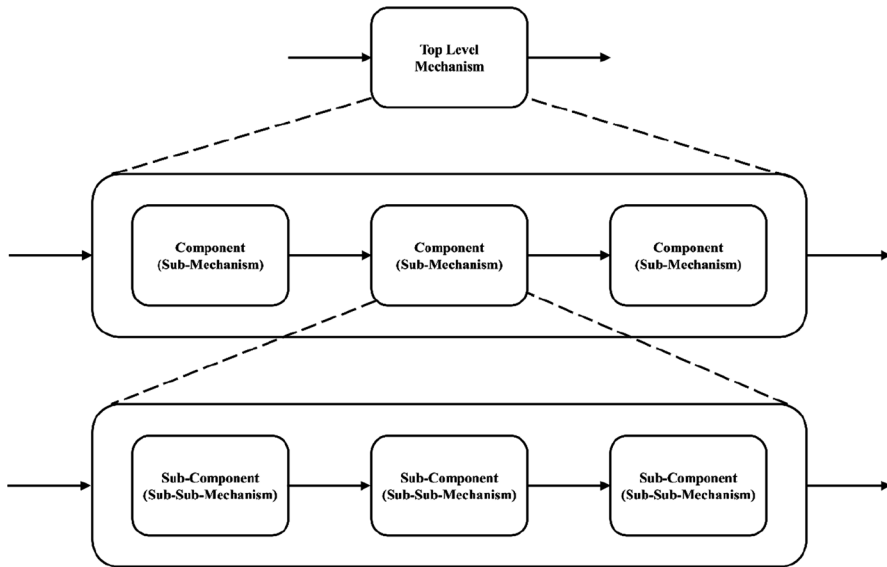 Top Level
Mechanism
Component
(Sub-Mechanism)
Component
(Sub-Mechanism)
Component
(Sub-Mechanism)
Sub-Component
(Sub-Sub-Mechanism)
Sub-Component
(Sub-Sub-Mechanism)
Sub-Component
(Sub-Sub-Mechanism)